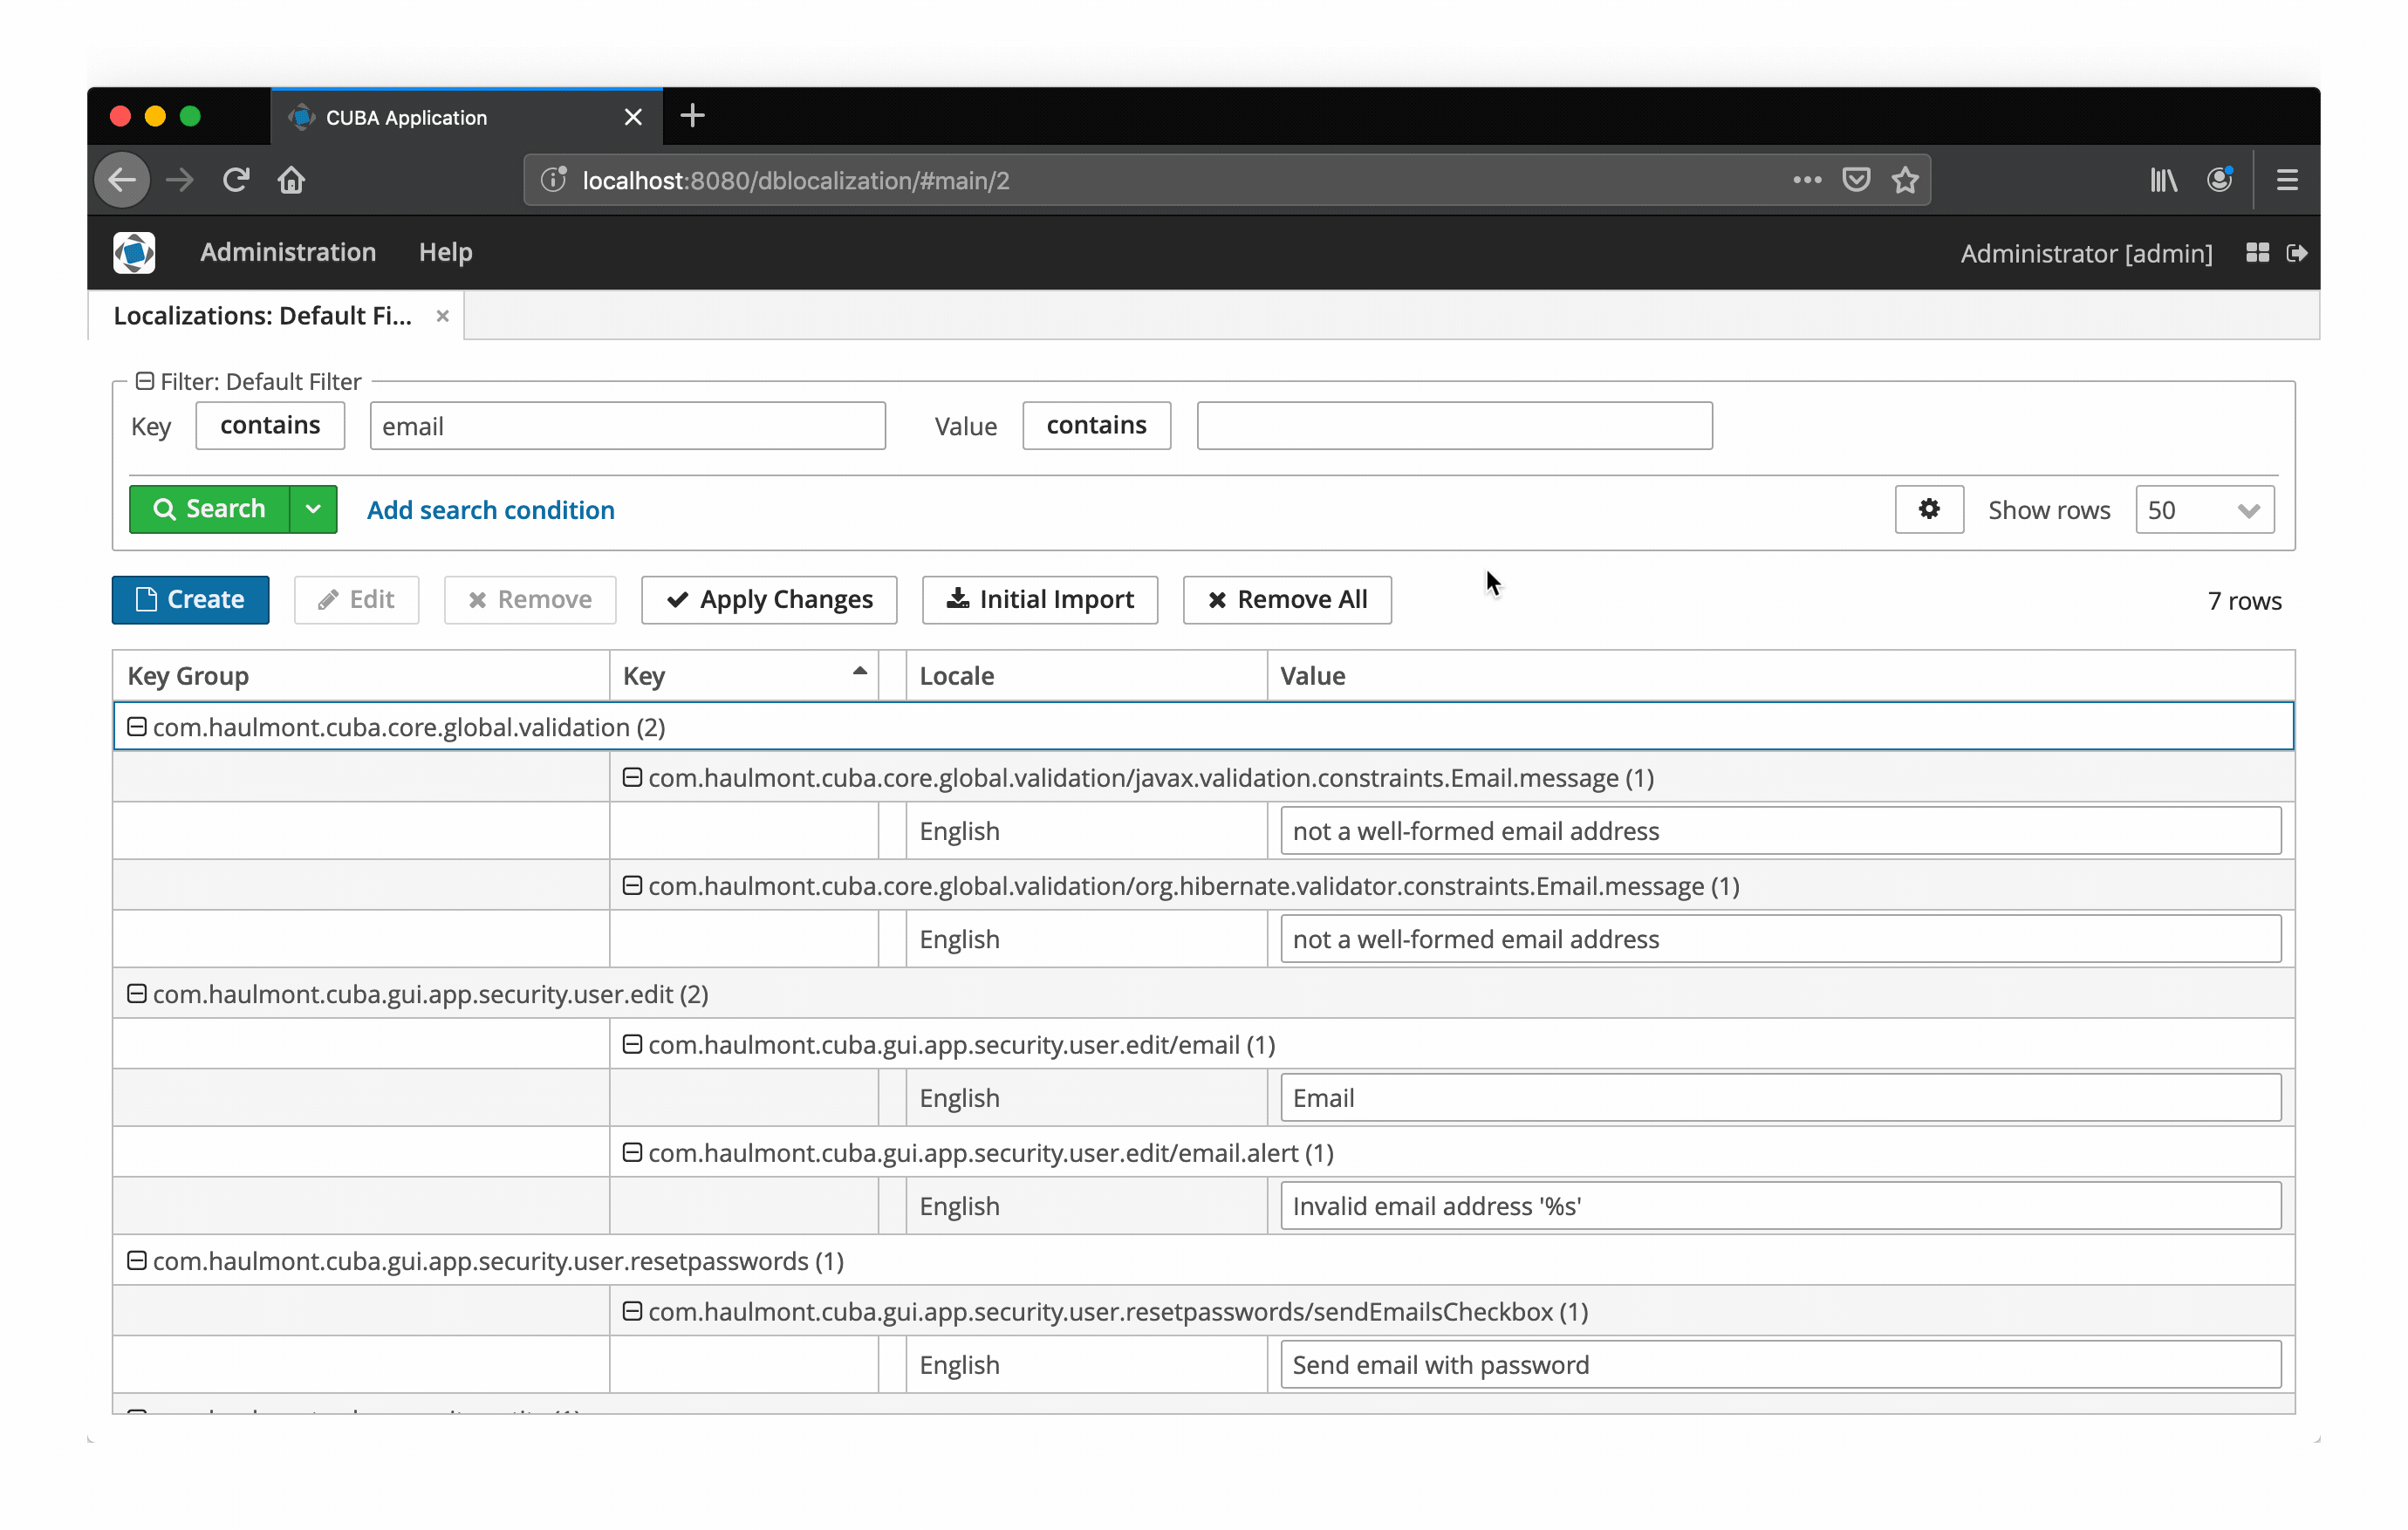 CUBA Application
localhost:8080/dblocalization/#main/2
Administration Help Administrator [admin]
Localizations: Default Fi...
Filter: Default Filter
Key contains email Value contains
Search Add search condition Show rows 50
Create Edit Remove Apply Changes Initial Import Remove All 7 rows
Key Group Key Locale Value
com.haulmont.cuba.core.global.validation (2)
com.haulmont.cuba.core.global.validation/javax.validation.constraints.Email.message (1)
English not a well-formed email address
com.haulmont.cuba.core.global.validation/org.hibernate.validator.constraints.Email.message (1)
English not a well-formed email address
com.haulmont.cuba.gui.app.security.user.edit (2)
com.haulmont.cuba.gui.app.security.user.edit/email (1)
English Email
com.haulmont.cuba.gui.app.security.user.edit/email.alert (1)
English Invalid email address '%s'
com.haulmont.cuba.gui.app.security.user.resetpasswords (1)
com.haulmont.cuba.gui.app.security.user.resetpasswords/sendEmailsCheckbox (1)
English Send email with password